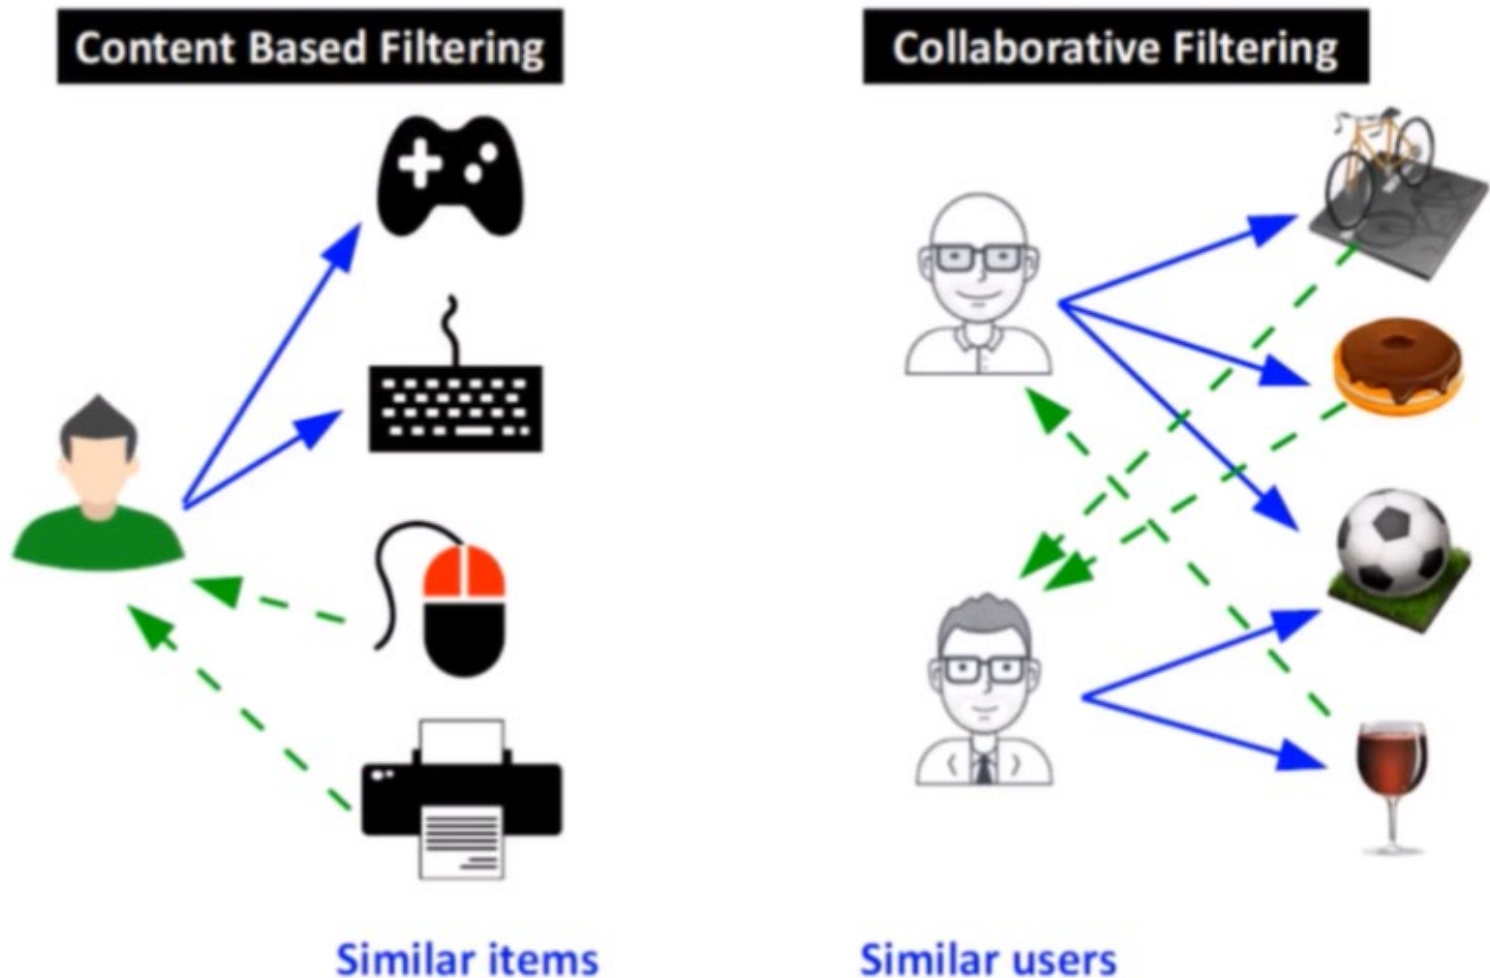 Content Based Filtering
Collaborative Filtering
Similar items
Similar users